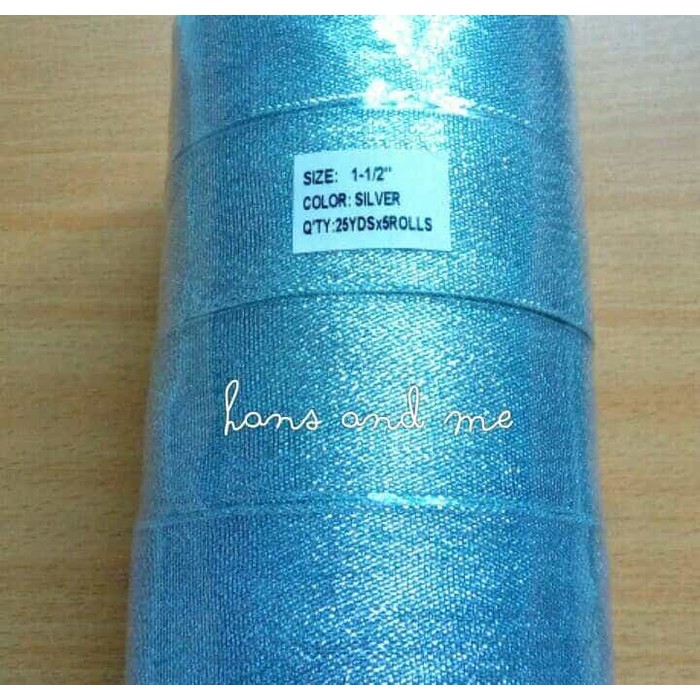 SIZE: 1-1/2"
COLOR: SILVER
Q'TY:25YDSx5ROLLS
hans and me